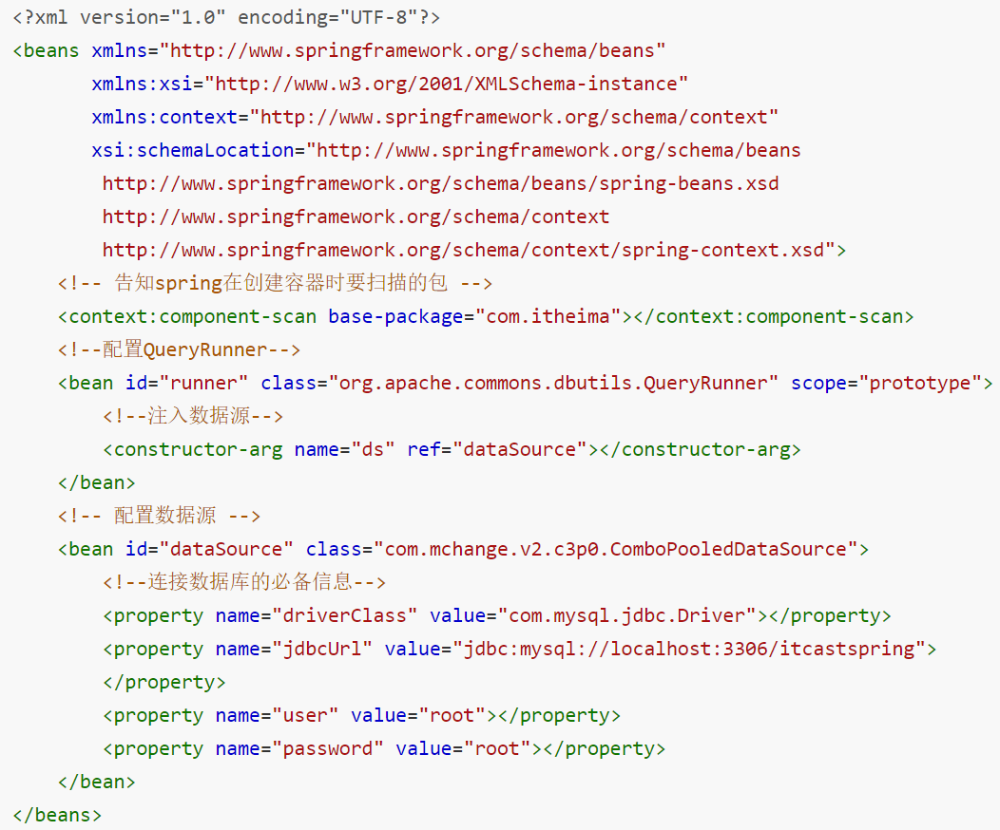 <?xml version="1.0" encoding="UTF-8"?>
<beans xmlns="http://www.springframework.org/schema/beans"
xmlns:xsi="http://www.w3.org/2001/XMLSchema-instance"
xmlns:context="http://www.springframework.org/schema/context"
xsi:schemaLocation="http://www.springframework.org/schema/beans
http://www.springframework.org/schema/beans/spring-beans.xsd
http://www.springframework.org/schema/context
http://www.springframework.org/schema/context/spring-context.xsd">
<!-- 告知spring在创建容器时要扫描的包 -->
<context:component-scan base-package="com.itheima"></context:component-scan>
<!--配置QueryRunner-->
<bean id="runner" class="org.apache.commons.dbutils.QueryRunner" scope="prototype">
<!--注入数据源-->
<constructor-arg name="ds" ref="dataSource"></constructor-arg>
</bean>
<!-- 配置数据源 -->
<bean id="dataSource" class="com.mchange.v2.c3p0.ComboPooledDataSource">
<!--连接数据库的必备信息-->
<property name="driverClass" value="com.mysql.jdbc.Driver"></property>
<property name="jdbcUrl" value="jdbc:mysql://localhost:3306/itcastspring">
</property>
<property name="user" value="root"></property>
<property name="password" value="root"></property>
</bean>
</beans>